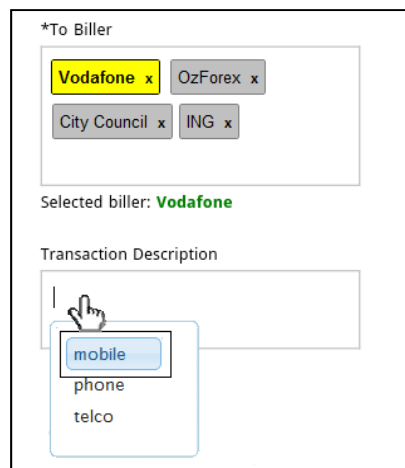 *To Biller
Vodafone x OzForex x
City Council x ING x
Selected biller: Vodafone
Transaction Description
mobile
phone
telco